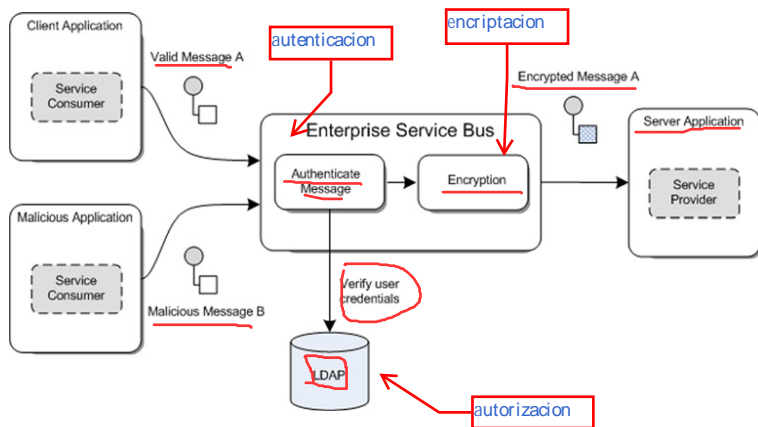 Client Application
Service
Consumer
Valid Message A
autenticacion
encriptacion
Encrypted Message A
Enterprise Service Bus
Authenticate
Message
Encryption
Server Application
Service
Provider
Malicious Application
Service
Consumer
Malicious Message B
Verify user
credentials
LDAP
autorizacion